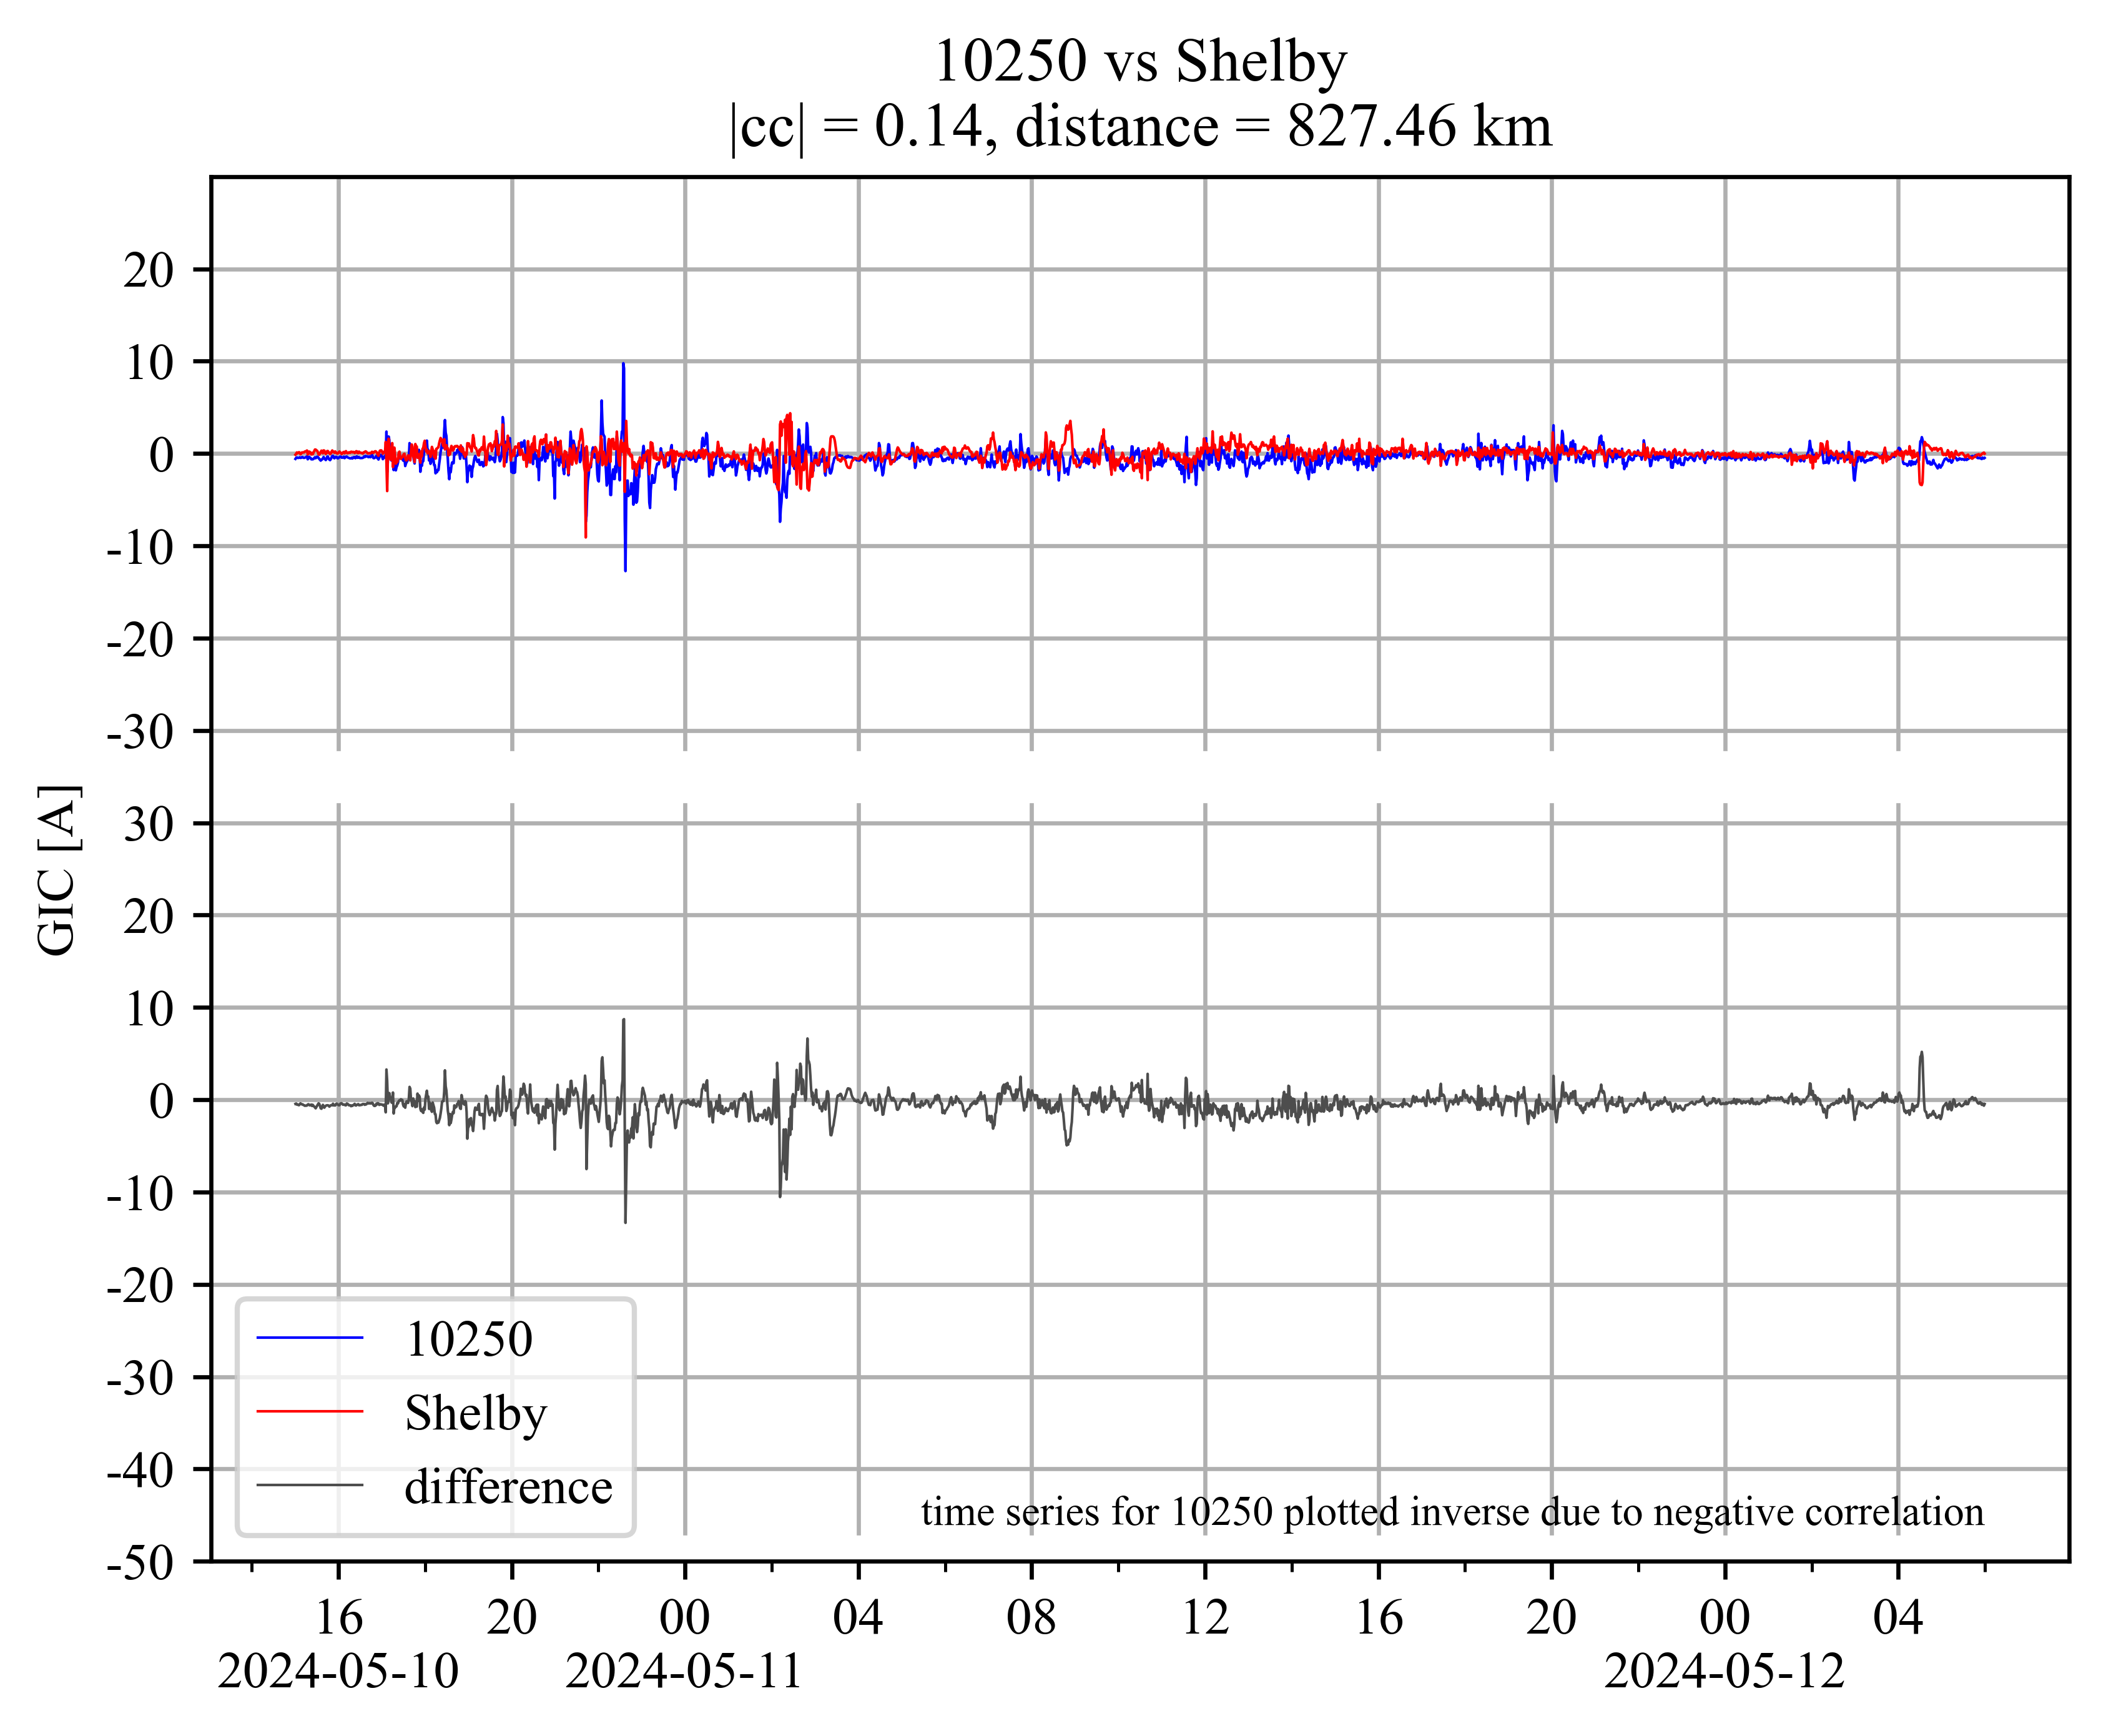 10250 vs Shelby
|cc| = 0.14, distance = 827.46 km
20
10
0
-10
-20
-30
30
20
10
0
-10
-20
-30
-40
-50
GIC [A]
10250
Shelby
difference
time series for 10250 plotted inverse due to negative correlation
16 20 00 04 08 12 16 20 00 04
2024-05-10 2024-05-11 2024-05-12